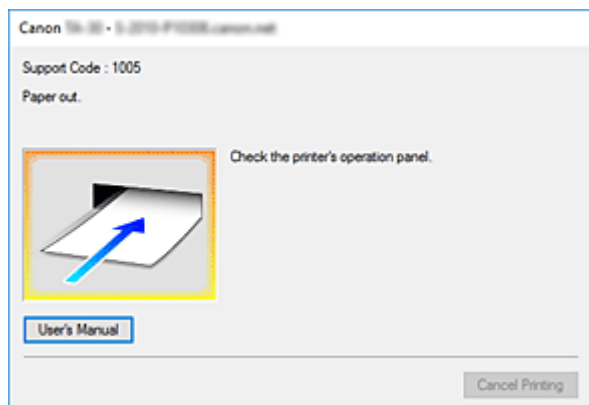 Canon
Support Code : 1005
Paper out.
Check the printer's operation panel.
User's Manual
Cancel Printing